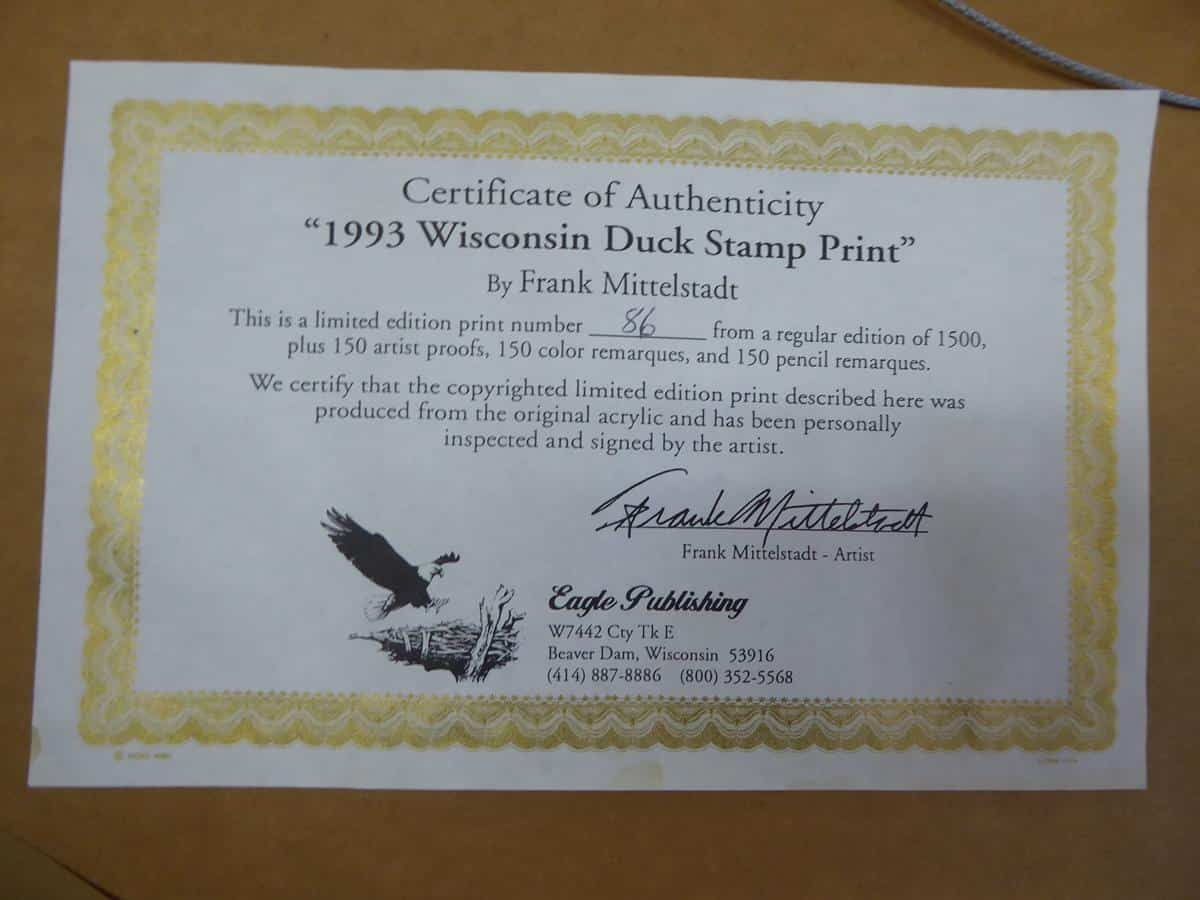 Certificate of Authenticity
“1993 Wisconsin Duck Stamp Print”
By Frank Mittelstadt
This is a limited edition print number 86 from a regular edition of 1500,
plus 150 artist proofs, 150 color remarques, and 150 pencil remarques.
We certify that the copyrighted limited edition print described here was
produced from the original acrylic and has been personally
inspected and signed by the artist.
Frank Mittelstadt
Frank Mittelstadt - Artist
Eagle Publishing
W7442 Cty Tk E
Beaver Dam, Wisconsin 53916
(414) 887-8886 (800) 352-5568